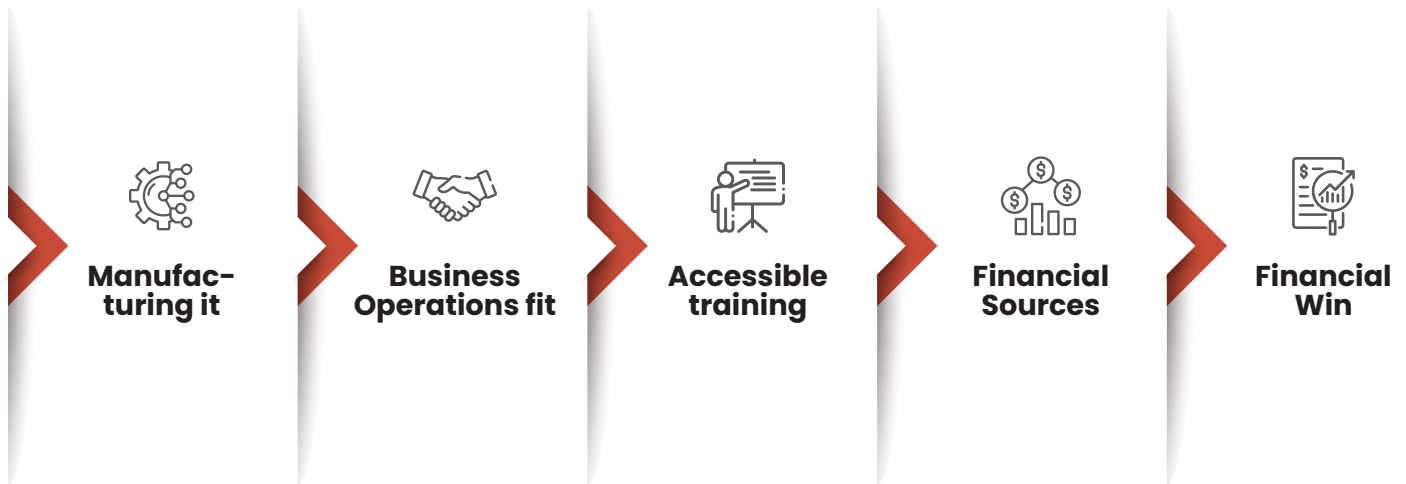 Manufac-
turing it
Business
Operations fit
Accessible
training
Financial
Sources
Financial
Win